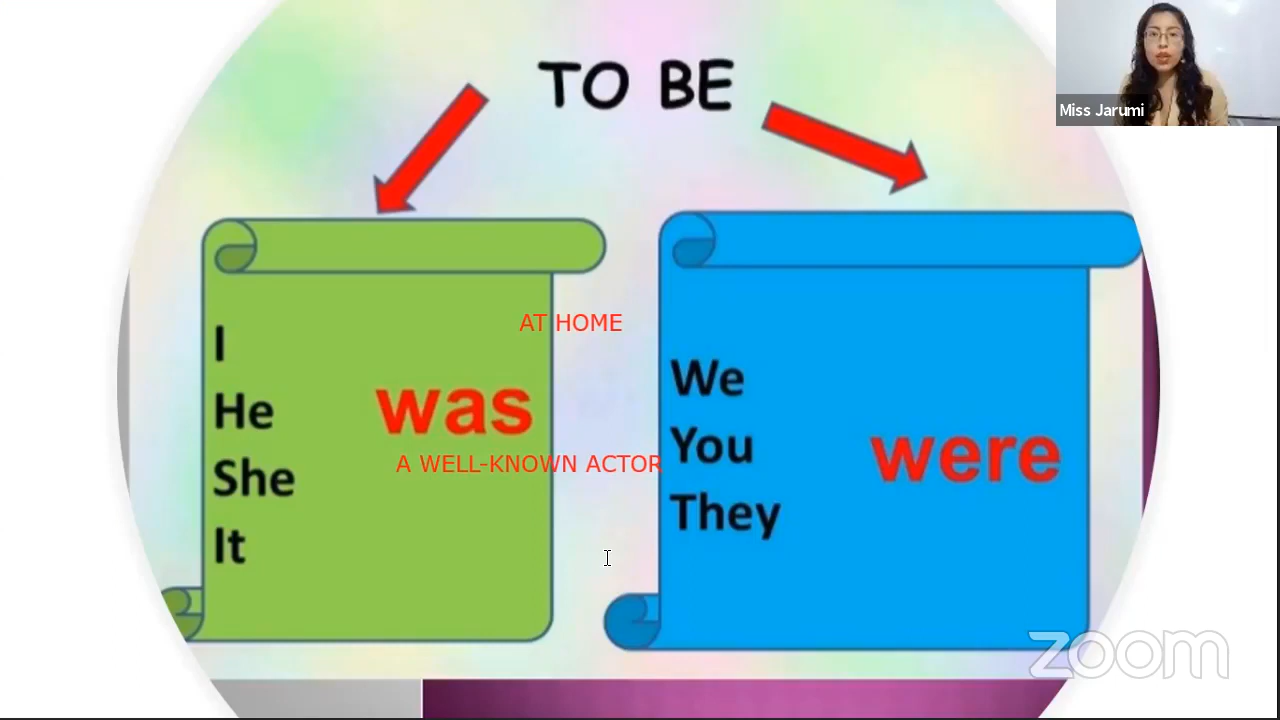 TO BE
Miss Jarumi
I
He
She
It
was
AT HOME
A WELL-KNOWN ACTOR
We
You
They
were
zoom